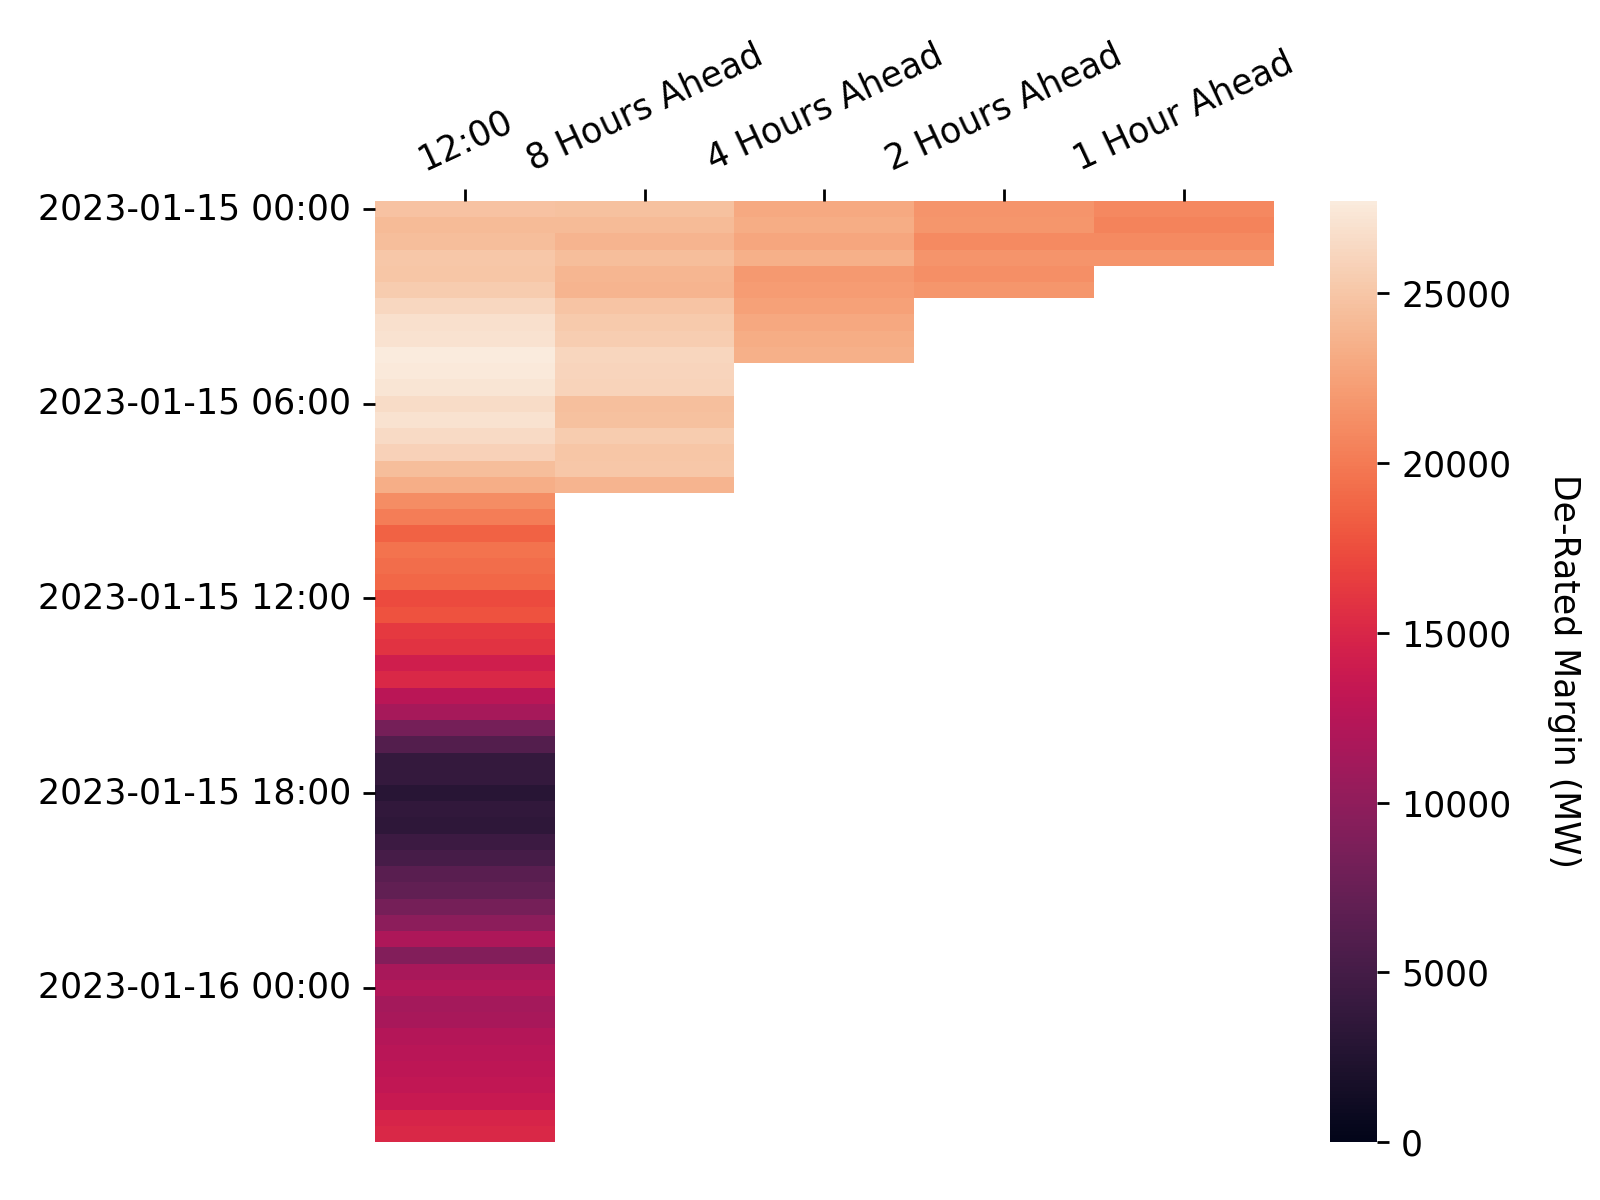 12:00
8 Hours Ahead
4 Hours Ahead
2 Hours Ahead
1 Hour Ahead
2023-01-15 00:00
2023-01-15 06:00
2023-01-15 12:00
2023-01-15 18:00
2023-01-16 00:00
25000
20000
15000
10000
5000
0
De-Rated Margin (MW)